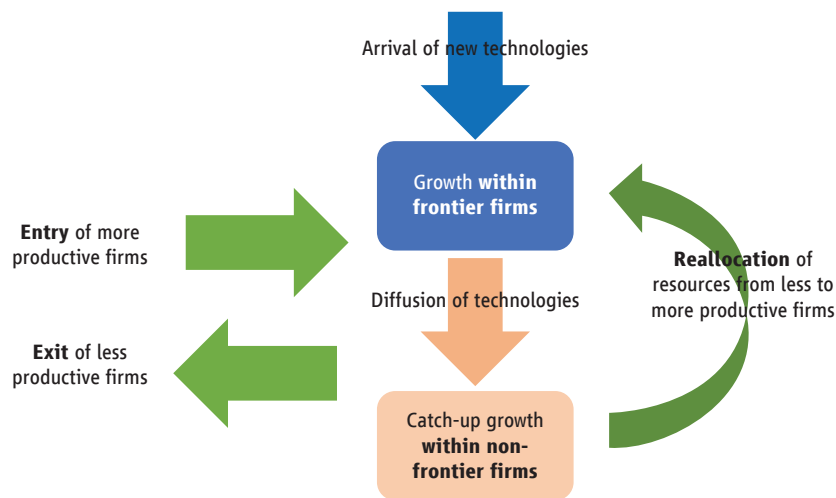 Arrival of new technologies
Growth within
frontier firms
Entry of more
productive firms
Reallocation of
resources from less to
more productive firms
Diffusion of technologies
Exit of less
productive firms
Catch-up growth
within non-
frontier firms